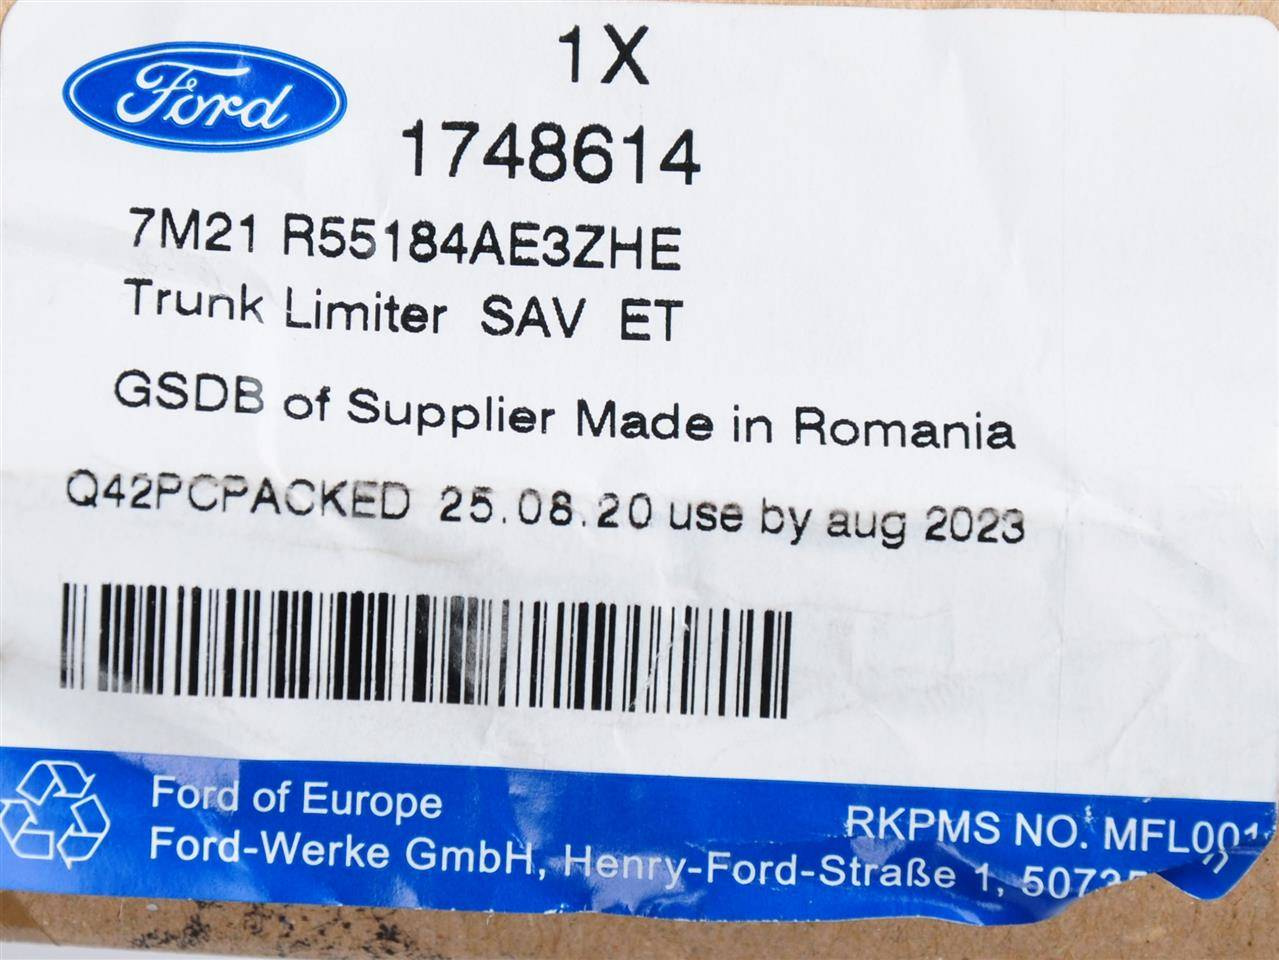 Ford
1X
1748614
7M21 R55184AE3ZHE
Trunk Limiter SAV ET
GSDB of Supplier Made in Romania
Q42PCPACKED 25.08.20 use by aug 2023
Ford of Europe
RKPMS NO. MFL001
Ford-Werke GmbH, Henry-Ford-Straße 1,